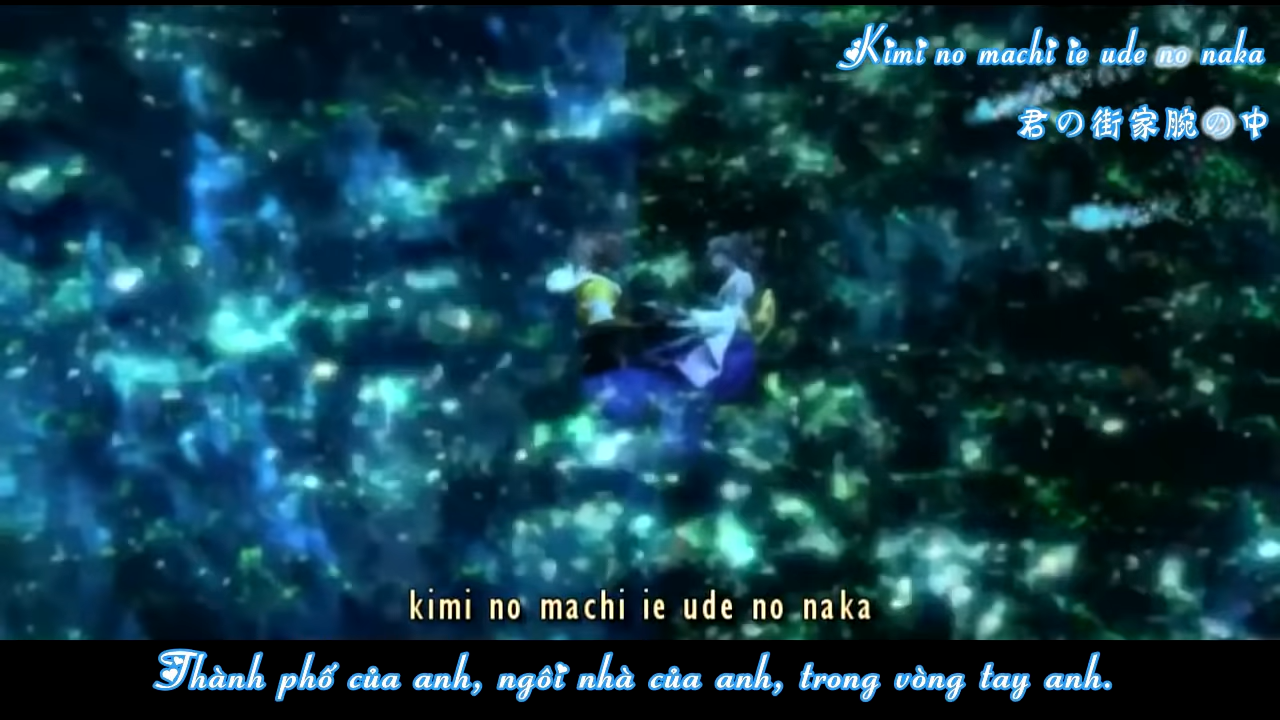 Kimi no machi ie ude no naka
君の街家腕の中
kimi no machi ie ude no naka
Thành phố của anh, ngôi nhà của anh, trong vòng tay anh.